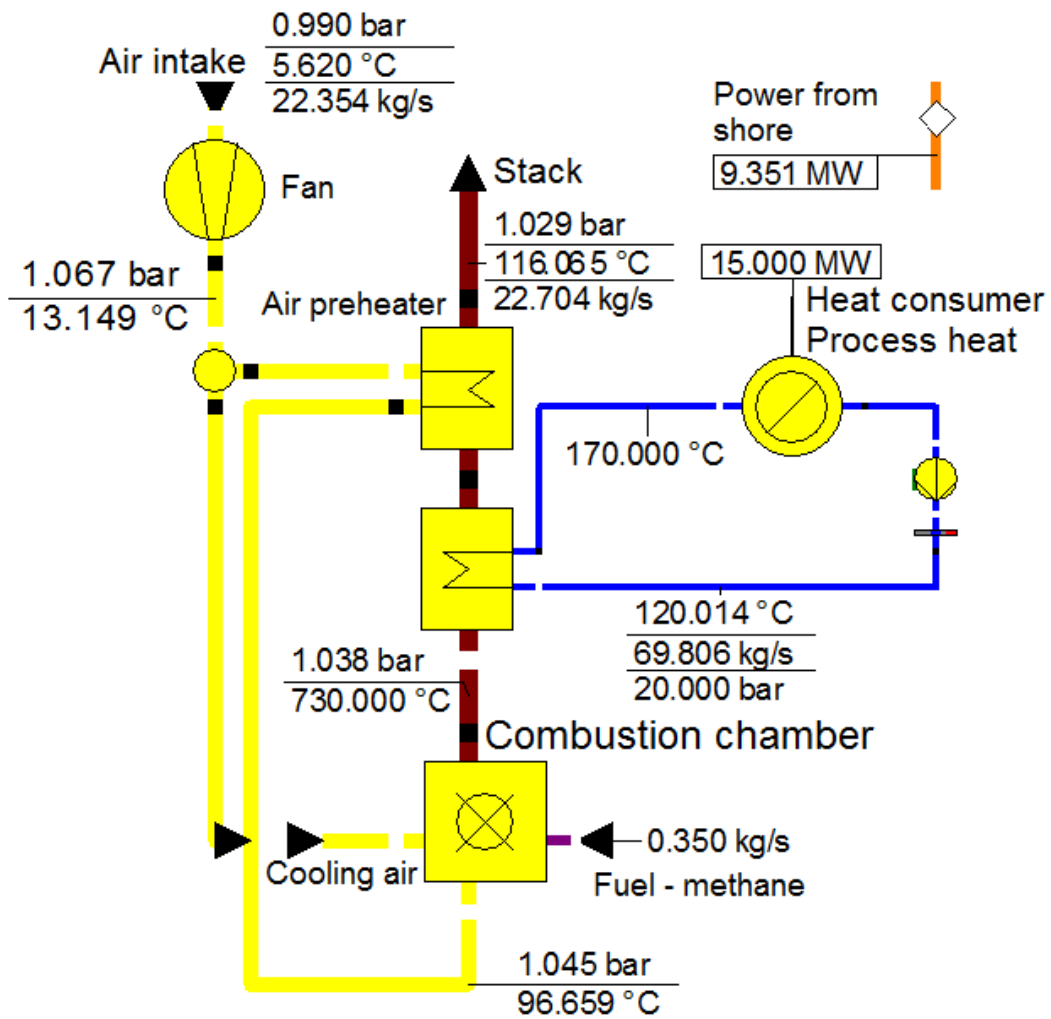 0.990 bar
Air intake
5.620 °C
22.354 kg/s
Power from
shore
9.351 MW
Fan
Stack
1.029 bar
116.065 °C
22.704 kg/s
1.067 bar
13.149 °C
Air preheater
15.000 MW
Heat consumer
Process heat
170.000 °C
120.014 °C
69.806 kg/s
20.000 bar
1.038 bar
730.000 °C
Combustion chamber
0.350 kg/s
Cooling air
Fuel - methane
1.045 bar
96.659 °C